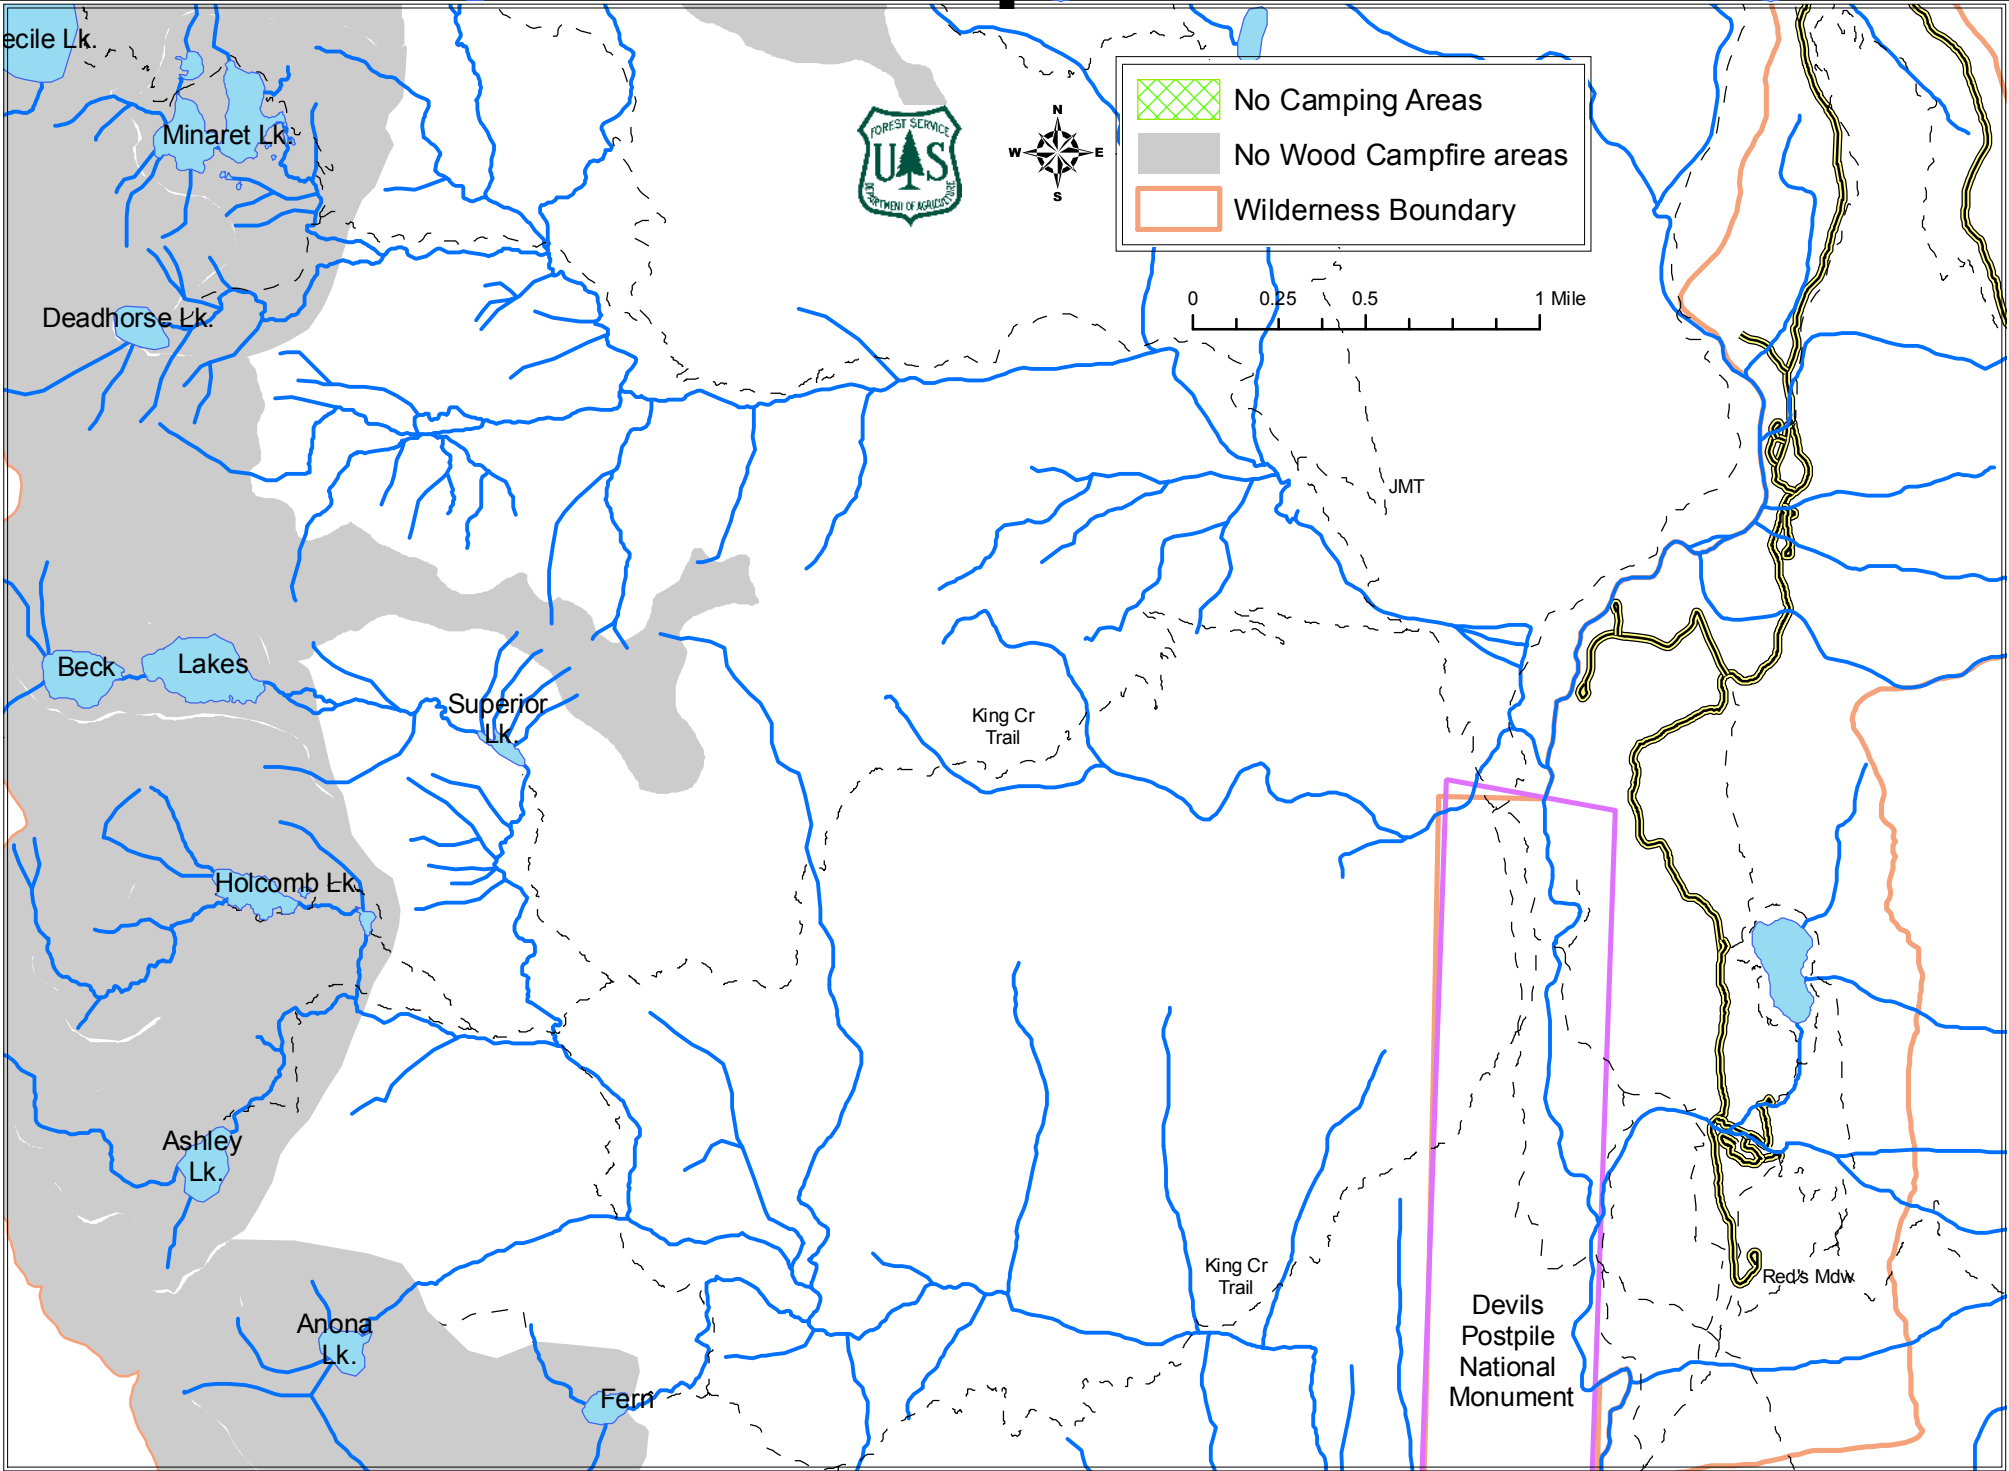 ecile Lk.
Minaret Lk.
Deadhorse Lk.
FOREST SERVICE
US
DEPARTMENT OF AGRICULTURE
N
W
E
S
No Camping Areas
No Wood Campfire areas
Wilderness Boundary
0 0.25 0.5 1 Mile
JMT
Beck Lakes
Superior
Lk.
King Cr
Trail
Holcomb Lk.
Ashley
Lk.
King Cr
Trail
Red's Mdw
Devils
Postpile
National
Monument
Anona
Lk.
Fern